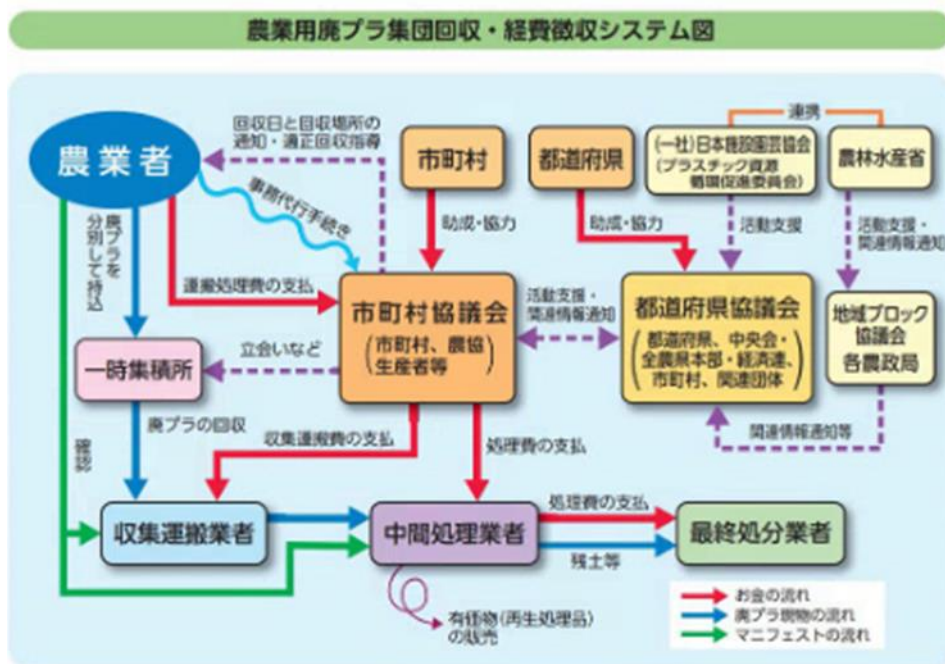 農業用廃プラ集団回収・経費徴収システム図
連携
農業者
回収日と回収場所の
通知・適正回収指導
市町村
都道府県
(一社)日本施設園芸協会
(プラスチック資源
循環促進委員会)
農林水産省
事務代行手続き
助成・協力
助成・協力
活動支援
活動支援・
関連情報通知
廃プラを
分別して持込
運搬処理費の支払
市町村協議会
(市町村、農協
生産省等)
活動支援・
関連情報通知
都道府県協議会
(都道府県、中央会・
全農県本部・経済連、
市町村、関連団体)
地域ブロック
協議会
各農政局
一時集積所
立会いなど
廃プラの回収
収集運搬費の支払
処理費の支払
関連情報通知等
確認
収集運搬業者
中間処理業者
処理費の支払
残土等
最終処分業者
有価物(再生処理品)
の販売
お金の流れ
廃プラ現物の流れ
マニフェストの流れ